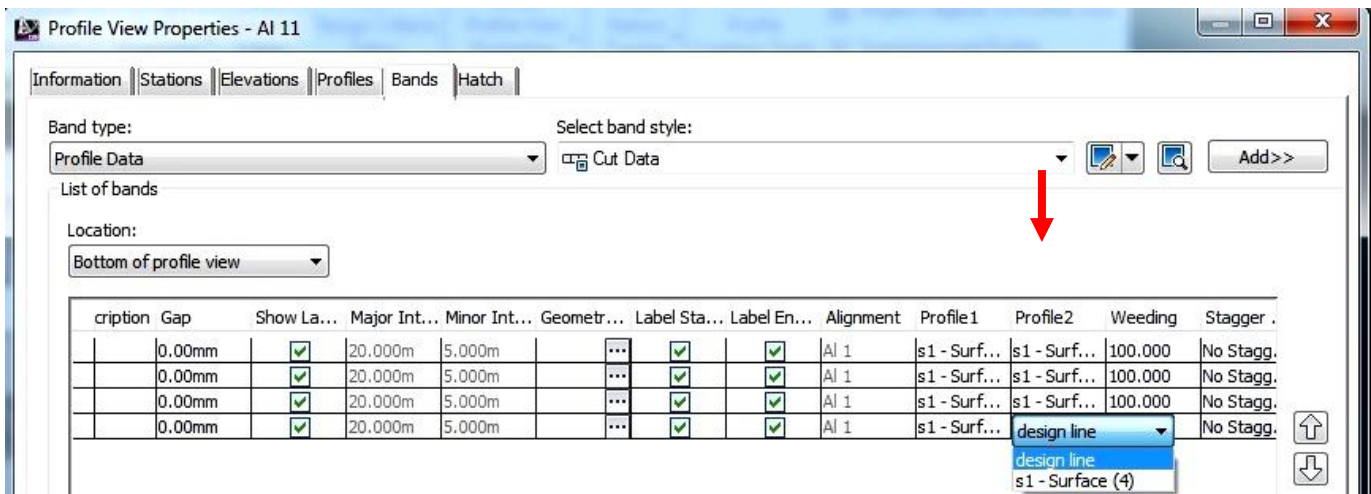 Profile View Properties - Al 11
Information Stations Elevations Profiles Bands Hatch
Band type: Select band style:
Profile Data Cut Data Add>>
List of bands
Location:
Bottom of profile view
cription Gap Show La... Major Int... Minor Int... Geometr... Label Sta... Label En... Alignment Profile1 Profile2 Weeding Stagger .
0.00mm 20.000m 5.000m ... Al 1 s1 - Surf... s1 - Surf... 100.000 No Stagg.
0.00mm 20.000m 5.000m ... Al 1 s1 - Surf... s1 - Surf... 100.000 No Stagg.
0.00mm 20.000m 5.000m ... Al 1 s1 - Surf... s1 - Surf... 100.000 No Stagg.
0.00mm 20.000m 5.000m ... Al 1 s1 - Surf... design line No Stagg.
design line
s1 - Surface (4)